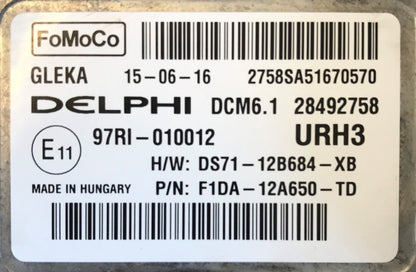 FoMoCo
GLEKA 15-06-16 2758SA51670570
DELPHI DCM6.1 28492758
E11 97RI-010012 URH3
H/W: DS71-12B684-XB
MADE IN HUNGARY P/N: F1DA-12A650-TD